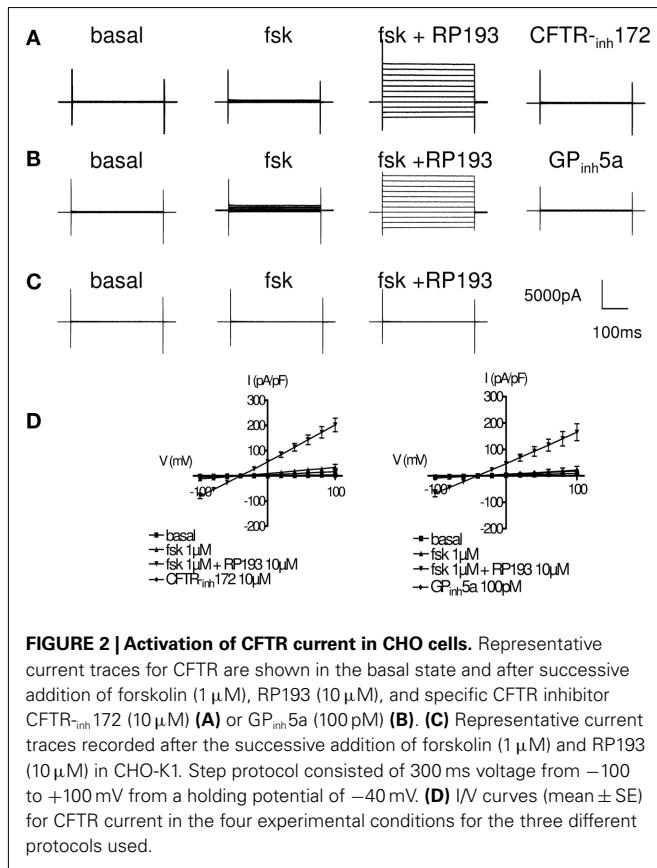 A basal fsk fsk + RP193 CFTR-inh172
B basal fsk fsk +RP193 GPinh5a
C basal fsk fsk +RP193
5000pA
100ms
D
I (pA/pF)
300
200
100
V (mV)
-100
100
-100
-200
basal
fsk 1µM
fsk 1µM + RP193 10µM
CFTR-inh172 10µM
I (pA/pF)
300
200
100
V (mV)
-100
100
-100
-200
basal
fsk 1µM
fsk 1µM + RP193 10µM
GPinh5a 100pM
FIGURE 2 | Activation of CFTR current in CHO cells. Representative
current traces for CFTR are shown in the basal state and after successive
addition of forskolin (1 µM), RP193 (10 µM), and specific CFTR inhibitor
CFTR-inh172 (10 µM) (A) or GPinh5a (100 pM) (B). (C) Representative current
traces recorded after the successive addition of forskolin (1 µM) and RP193
(10 µM) in CHO-K1. Step protocol consisted of 300 ms voltage from −100
to +100 mV from a holding potential of −40 mV. (D) I/V curves (mean ± SE)
for CFTR current in the four experimental conditions for the three different
protocols used.